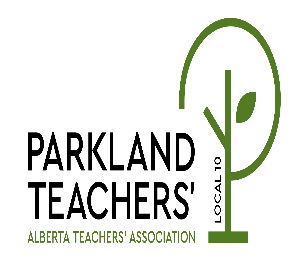 PARKLAND
TEACHERS'
ALBERTA TEACHERS' ASSOCIATION
LOCAL 10